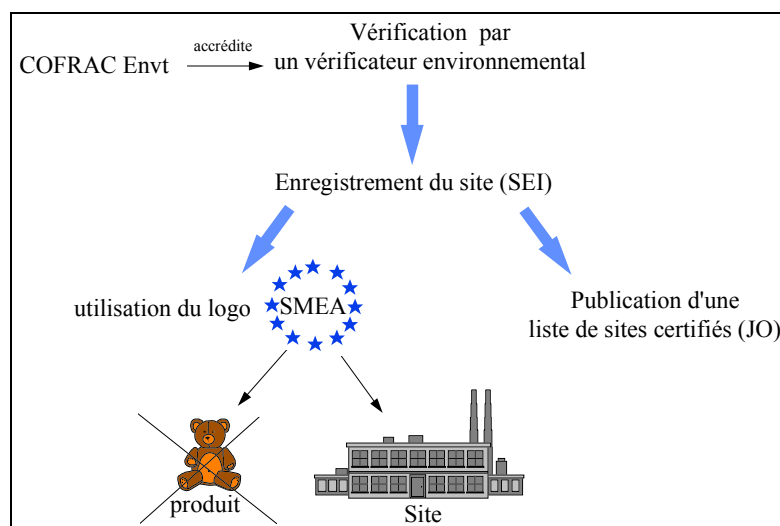 accrédite
COFRAC Envt
Vérification par
un vérificateur environnemental
Enregistrement du site (SEI)
utilisation du logo
SMEA
Publication d'une
liste de sites certifiés (JO)
produit
Site